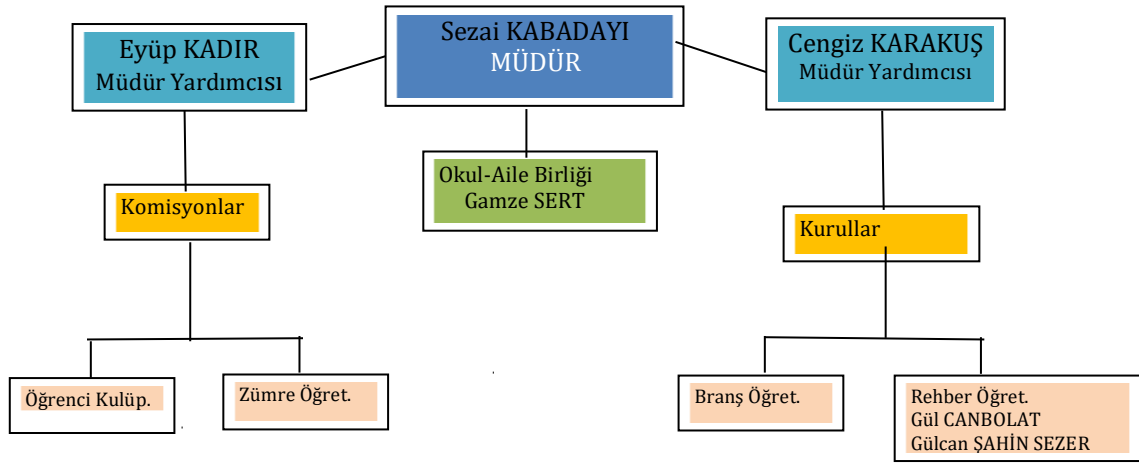 Eyüp KADIR
Müdür Yardımcısı
Sezai KABADAYI
MÜDÜR
Cengiz KARAKUŞ
Müdür Yardımcısı
Okul-Aile Birliği
Gamze SERT
Komisyonlar
Kurullar
Öğrenci Kulüp.
Zümre Öğret.
Branş Öğret.
Rehber Öğret.
Gül CANBOLAT
Gülcan ŞAHİN SEZER